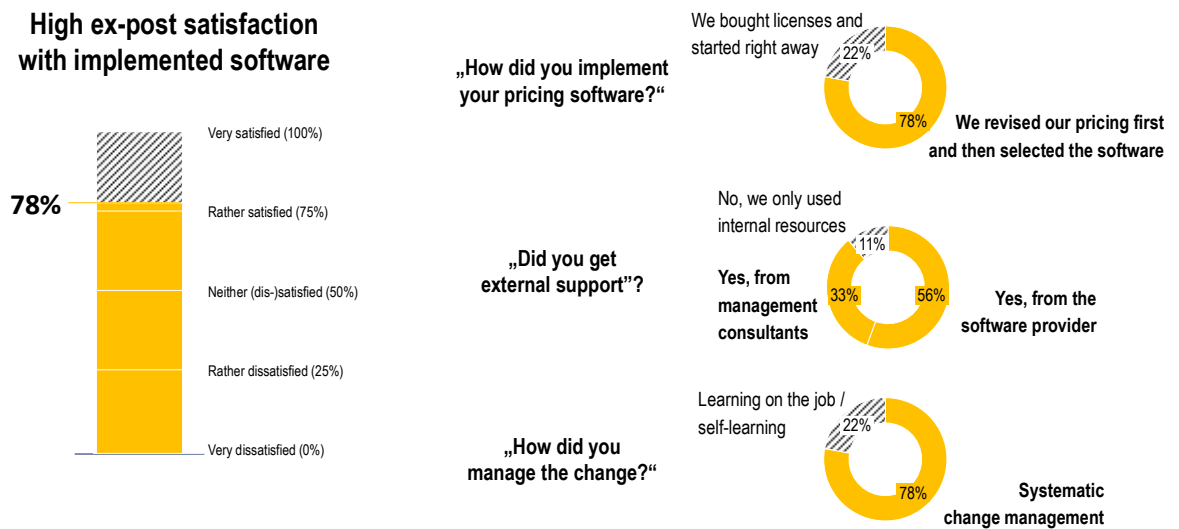 High ex-post satisfaction
with implemented software
Very satisfied (100%)
78%
Rather satisfied (75%)
Neither (dis-)satisfied (50%)
Rather dissatisfied (25%)
Very dissatisfied (0%)
„How did you implement
your pricing software?“
We bought licenses and
started right away
22%
78%
We revised our pricing first
and then selected the software
„Did you get
external support”?
No, we only used
internal resources
11%
Yes, from
management
consultants
33%
56%
Yes, from the
software provider
„How did you
manage the change?“
Learning on the job /
self-learning
22%
78%
Systematic
change management